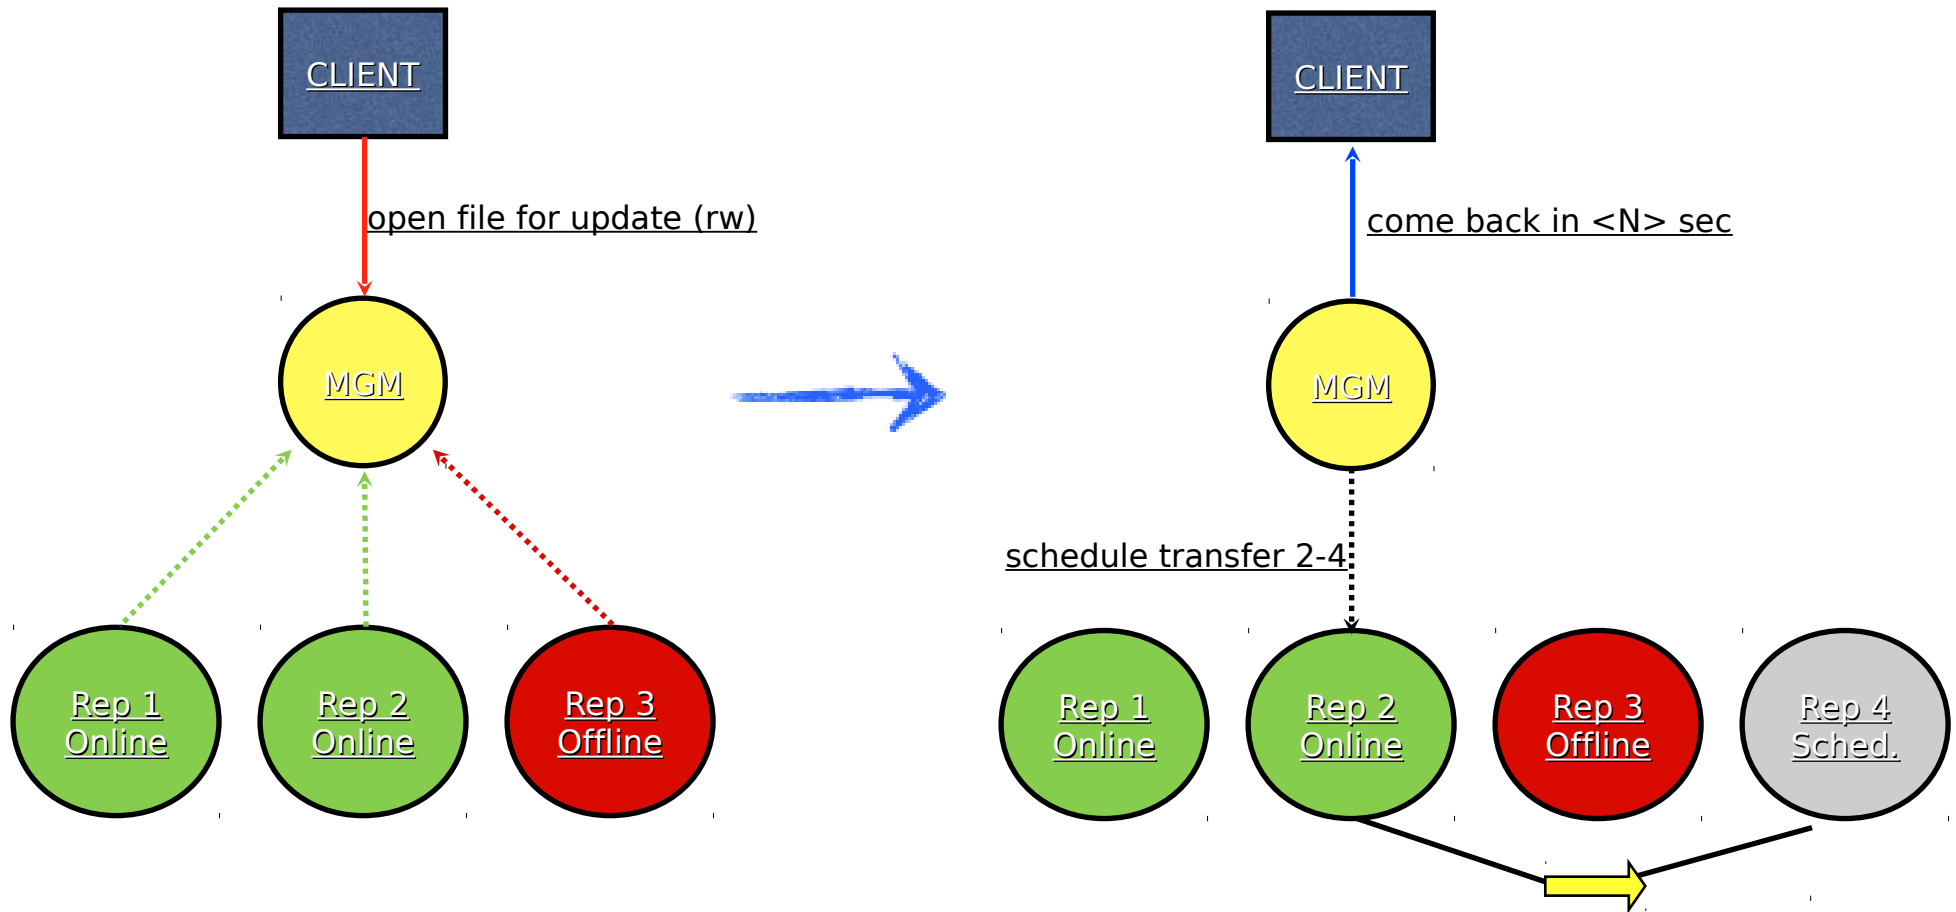 CLIENT
open file for update (rw)
MGM
Rep 1
Online
Rep 2
Online
Rep 3
Offline
CLIENT
come back in <N> sec
MGM
schedule transfer 2-4
Rep 1
Online
Rep 2
Online
Rep 3
Offline
Rep 4
Sched.